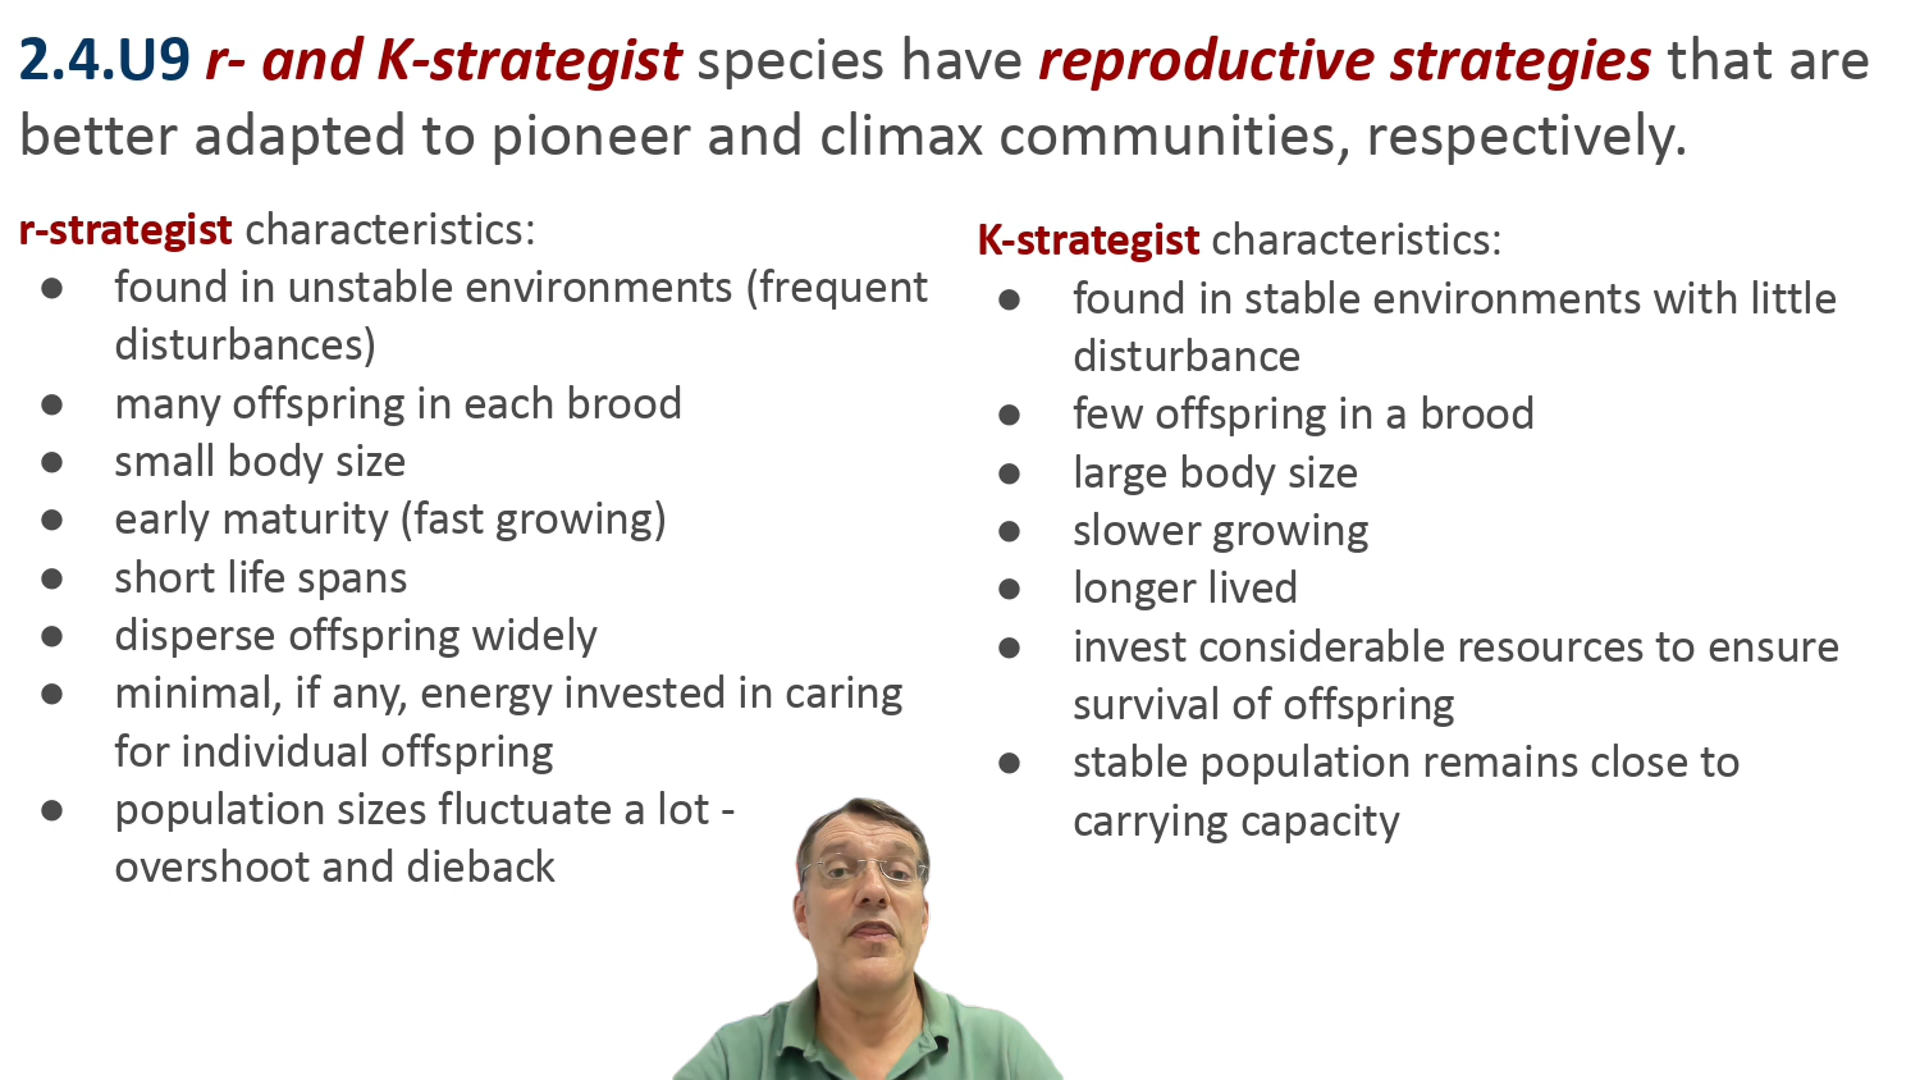 2.4.U9 r- and K-strategist species have reproductive strategies that are
better adapted to pioneer and climax communities, respectively.
r-strategist characteristics:
● found in unstable environments (frequent
disturbances)
● many offspring in each brood
● small body size
● early maturity (fast growing)
● short life spans
● disperse offspring widely
● minimal, if any, energy invested in caring
for individual offspring
● population sizes fluctuate a lot -
overshoot and dieback
K-strategist characteristics:
● found in stable environments with little
disturbance
● few offspring in a brood
● large body size
● slower growing
● longer lived
● invest considerable resources to ensure
survival of offspring
● stable population remains close to
carrying capacity